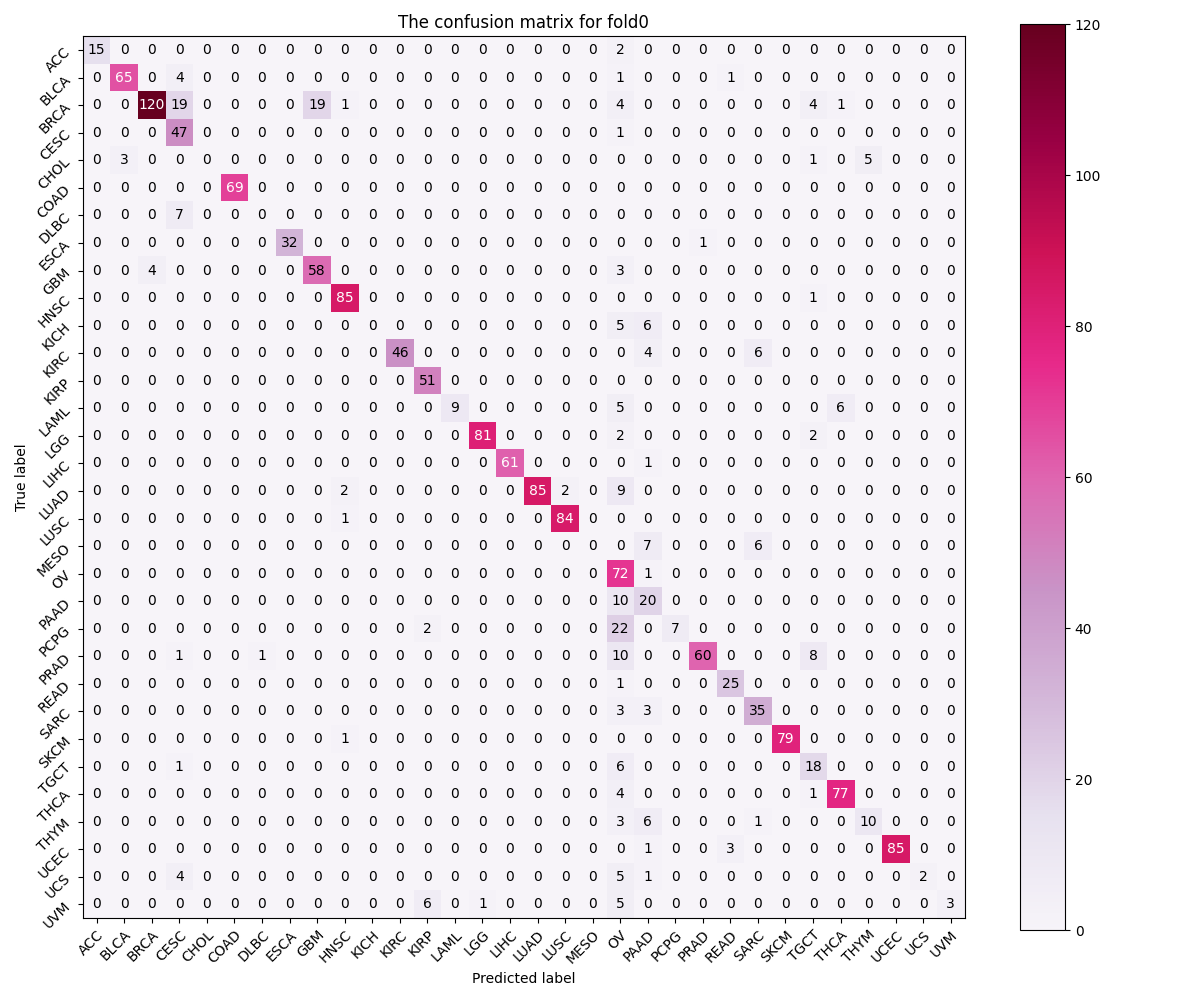 The confusion matrix for fold0
ACC 15 0 0 0 0 0 0 0 0 0 0 0 0 0 0 0 0 0 0 2 0 0 0 0 0 0 0 0 0 0 0 0
BLCA 0 65 0 4 0 0 0 0 0 0 0 0 0 0 0 0 0 0 0 1 0 0 0 1 0 0 0 0 0 0 0 0
BRCA 0 0 120 19 0 0 0 0 19 1 0 0 0 0 0 0 0 0 0 4 0 0 0 0 0 0 4 1 0 0 0 0
CESC 0 0 0 47 0 0 0 0 0 0 0 0 0 0 0 0 0 0 0 1 0 0 0 0 0 0 0 0 0 0 0 0
CHOL 0 3 0 0 0 0 0 0 0 0 0 0 0 0 0 0 0 0 0 0 0 0 0 0 0 0 1 0 5 0 0 0
COAD 0 0 0 0 0 69 0 0 0 0 0 0 0 0 0 0 0 0 0 0 0 0 0 0 0 0 0 0 0 0 0 0
DLBC 0 0 0 7 0 0 0 0 0 0 0 0 0 0 0 0 0 0 0 0 0 0 0 0 0 0 0 0 0 0 0 0
ESCA 0 0 0 0 0 0 0 32 0 0 0 0 0 0 0 0 0 0 0 0 0 0 1 0 0 0 0 0 0 0 0 0
GBM 0 0 4 0 0 0 0 0 58 0 0 0 0 0 0 0 0 0 0 3 0 0 0 0 0 0 0 0 0 0 0 0
HNSC 0 0 0 0 0 0 0 0 0 85 0 0 0 0 0 0 0 0 0 0 0 0 0 0 0 0 1 0 0 0 0 0
KICH 0 0 0 0 0 0 0 0 0 0 0 0 0 0 0 0 0 0 0 5 6 0 0 0 0 0 0 0 0 0 0 0
KIRC 0 0 0 0 0 0 0 0 0 0 0 46 0 0 0 0 0 0 0 0 4 0 0 0 6 0 0 0 0 0 0 0
KIRP 0 0 0 0 0 0 0 0 0 0 0 0 51 0 0 0 0 0 0 0 0 0 0 0 0 0 0 0 0 0 0 0
LAML 0 0 0 0 0 0 0 0 0 0 0 0 0 9 0 0 0 0 0 5 0 0 0 0 0 0 0 6 0 0 0 0
LGG 0 0 0 0 0 0 0 0 0 0 0 0 0 0 81 0 0 0 0 2 0 0 0 0 0 0 2 0 0 0 0 0
LIHC 0 0 0 0 0 0 0 0 0 0 0 0 0 0 0 61 0 0 0 0 1 0 0 0 0 0 0 0 0 0 0 0
LUAD 0 0 0 0 0 0 0 0 0 2 0 0 0 0 0 0 85 2 0 9 0 0 0 0 0 0 0 0 0 0 0 0
LUSC 0 0 0 0 0 0 0 0 0 1 0 0 0 0 0 0 0 84 0 0 0 0 0 0 0 0 0 0 0 0 0 0
MESO 0 0 0 0 0 0 0 0 0 0 0 0 0 0 0 0 0 0 0 0 7 0 0 0 6 0 0 0 0 0 0 0
OV 0 0 0 0 0 0 0 0 0 0 0 0 0 0 0 0 0 0 0 72 1 0 0 0 0 0 0 0 0 0 0 0
PAAD 0 0 0 0 0 0 0 0 0 0 0 0 0 0 0 0 0 0 0 10 20 0 0 0 0 0 0 0 0 0 0 0
PCPG 0 0 0 0 0 0 0 0 0 0 0 0 2 0 0 0 0 0 0 22 0 7 0 0 0 0 0 0 0 0 0 0
PRAD 0 0 0 1 0 0 1 0 0 0 0 0 0 0 0 0 0 0 0 10 0 0 60 0 0 0 8 0 0 0 0 0
READ 0 0 0 0 0 0 0 0 0 0 0 0 0 0 0 0 0 0 0 1 0 0 0 25 0 0 0 0 0 0 0 0
SARC 0 0 0 0 0 0 0 0 0 0 0 0 0 0 0 0 0 0 0 3 3 0 0 0 35 0 0 0 0 0 0 0
SKCM 0 0 0 0 0 0 0 0 0 1 0 0 0 0 0 0 0 0 0 0 0 0 0 0 0 79 0 0 0 0 0 0
TGCT 0 0 0 1 0 0 0 0 0 0 0 0 0 0 0 0 0 0 0 6 0 0 0 0 0 0 18 0 0 0 0 0
THCA 0 0 0 0 0 0 0 0 0 0 0 0 0 0 0 0 0 0 0 4 0 0 0 0 0 0 1 77 0 0 0 0
THYM 0 0 0 0 0 0 0 0 0 0 0 0 0 0 0 0 0 0 0 3 6 0 0 0 1 0 0 0 10 0 0 0
UCEC 0 0 0 0 0 0 0 0 0 0 0 0 0 0 0 0 0 0 0 0 1 0 0 3 0 0 0 0 0 85 0 0
UCS 0 0 0 4 0 0 0 0 0 0 0 0 0 0 0 0 0 0 0 5 1 0 0 0 0 0 0 0 0 0 2 0
UVM 0 0 0 0 0 0 0 0 0 0 0 0 6 0 1 0 0 0 0 5 0 0 0 0 0 0 0 0 0 0 0 3
ACC BLCA BRCA CESC CHOL COAD DLBC ESCA GBM HNSC KICH KIRC KIRP LAML LGG LIHC LUAD LUSC MESO OV PAAD PCPG PRAD READ SARC SKCM TGCT THCA THYM UCEC UCS UVM
Predicted label
True label
120
100
80
60
40
20
0